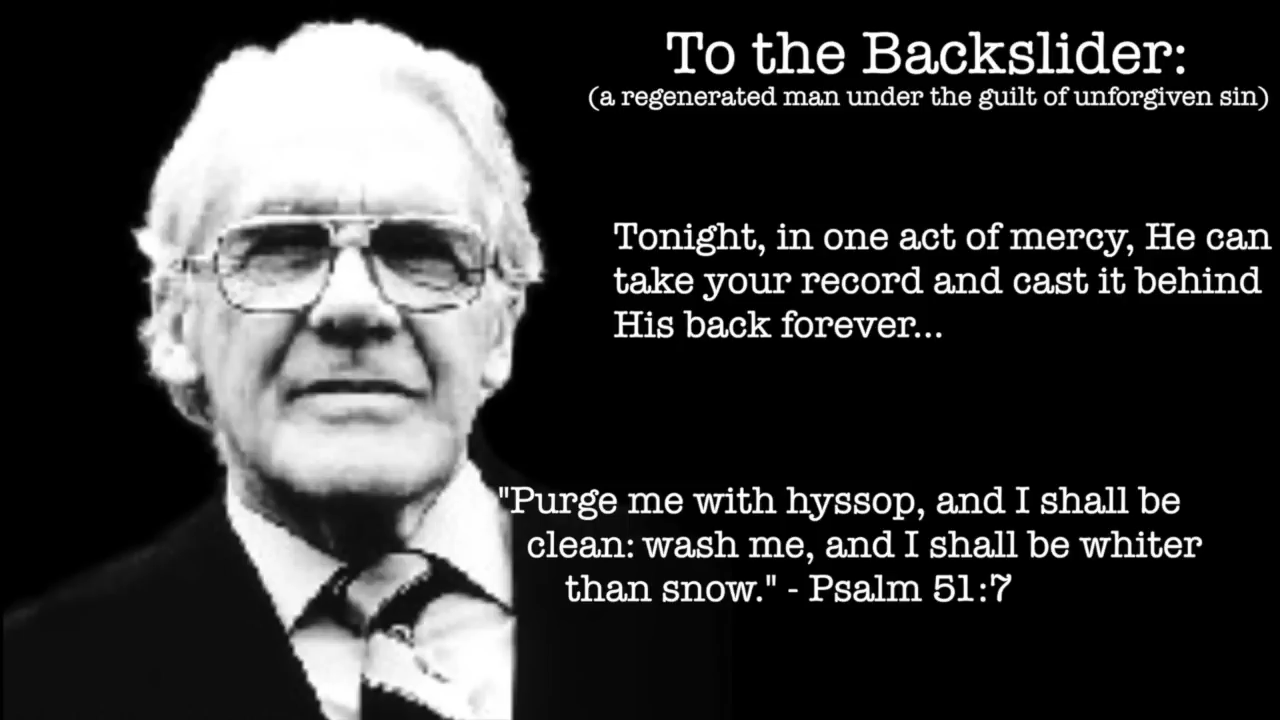 To the Backslider:
(a regenerated man under the guilt of unforgiven sin)
Tonight, in one act of mercy, He can
take your record and cast it behind
His back forever...
"Purge me with hyssop, and I shall be
clean: wash me, and I shall be whiter
than snow." - Psalm 51:7